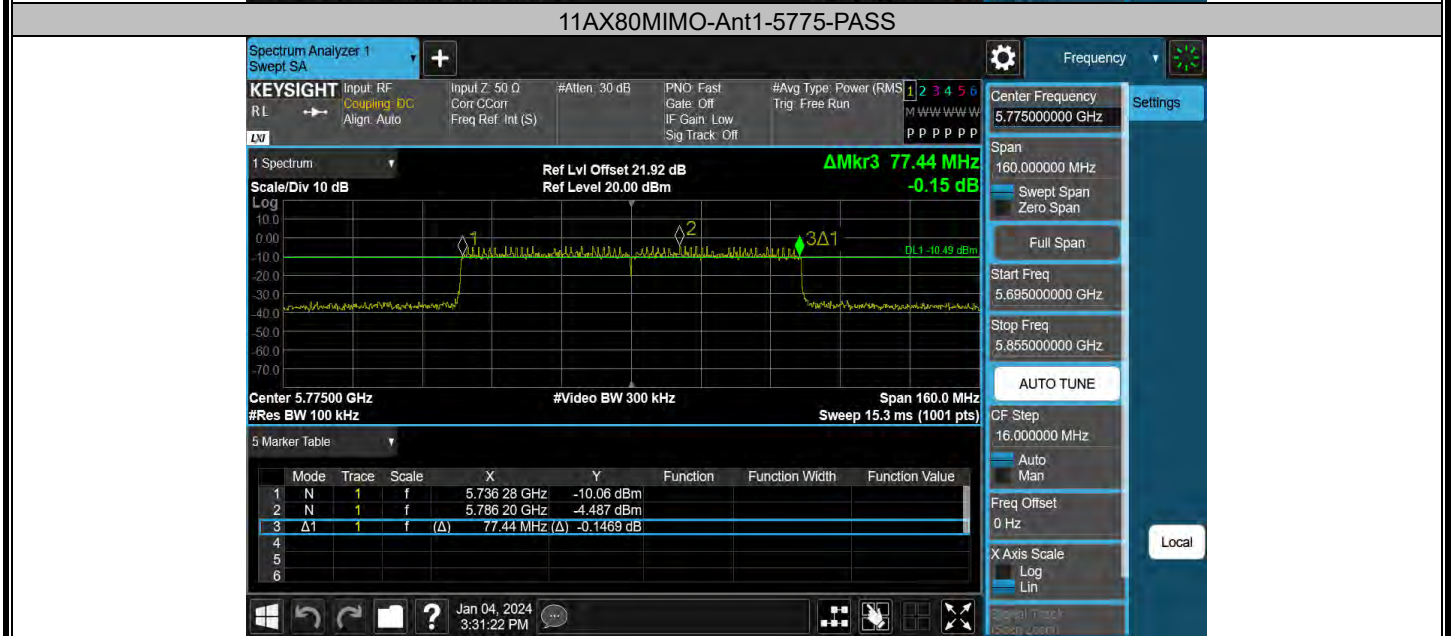 11AX80MIMO-Ant1-5775-PASS
Spectrum Analyzer 1
Swept SA
+
Frequency
KEYSIGHT
RL
LXI
Input: RF
Coupling: DC
Align: Auto
Input Z: 50 Ω
Corr CCorr
Freq Ref: Int (S)
#Atten: 30 dB
PNO: Fast
Gate: Off
IF Gain: Low
Sig Track: Off
#Avg Type: Power (RMS
Trig: Free Run
1 2 3 4 5 6
M W W W W W
P P P P P P
Center Frequency
5.775000000 GHz
Settings
Span
160.000000 MHz
Swept Span
Zero Span
Full Span
Start Freq
5.695000000 GHz
Stop Freq
5.855000000 GHz
AUTO TUNE
CF Step
16.000000 MHz
Auto
Man
Freq Offset
0 Hz
X Axis Scale
Log
Lin
Local
1 Spectrum
Scale/Div 10 dB
Ref Lvl Offset 21.92 dB
Ref Level 20.00 dBm
ΔMkr3 77.44 MHz
-0.15 dB
Log
10.0
0.00
-10.0
-20.0
-30.0
-40.0
-50.0
-60.0
-70.0
1
2
3Δ1
DL1 -10.49 dBm
Center 5.77500 GHz
#Video BW 300 kHz
Span 160.0 MHz
#Res BW 100 kHz
Sweep 15.3 ms (1001 pts)
5 Marker Table
Mode Trace Scale X Y Function Function Width Function Value
1 N 1 f 5.736 28 GHz -10.06 dBm
2 N 1 f 5.786 20 GHz -4.487 dBm
3 Δ1 1 f (Δ) 77.44 MHz (Δ) -0.1469 dB
4
5
6
?
Jan 04, 2024
3:31:22 PM